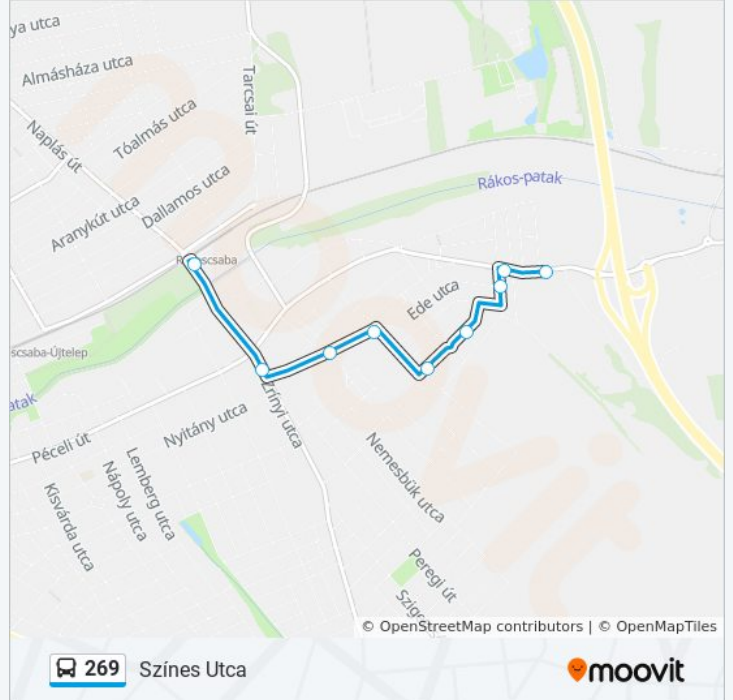 ya utca
Almásháza utca
Tarcsai út
Naplás út
Tóalmás utca
Dallamos utca
Aranykút utca
Rákos-patak
Ede utca
scsaba-Újtelep
atak
Zrínyi utca
Nyitány utca
Péceli út
Lemberg utca
Nápoly utca
Kisvárda utca
Nemesbük utca
Peregi út
moovit
© OpenStreetMap contributors | © OpenMapTiles
269 Színes Utca
moovit